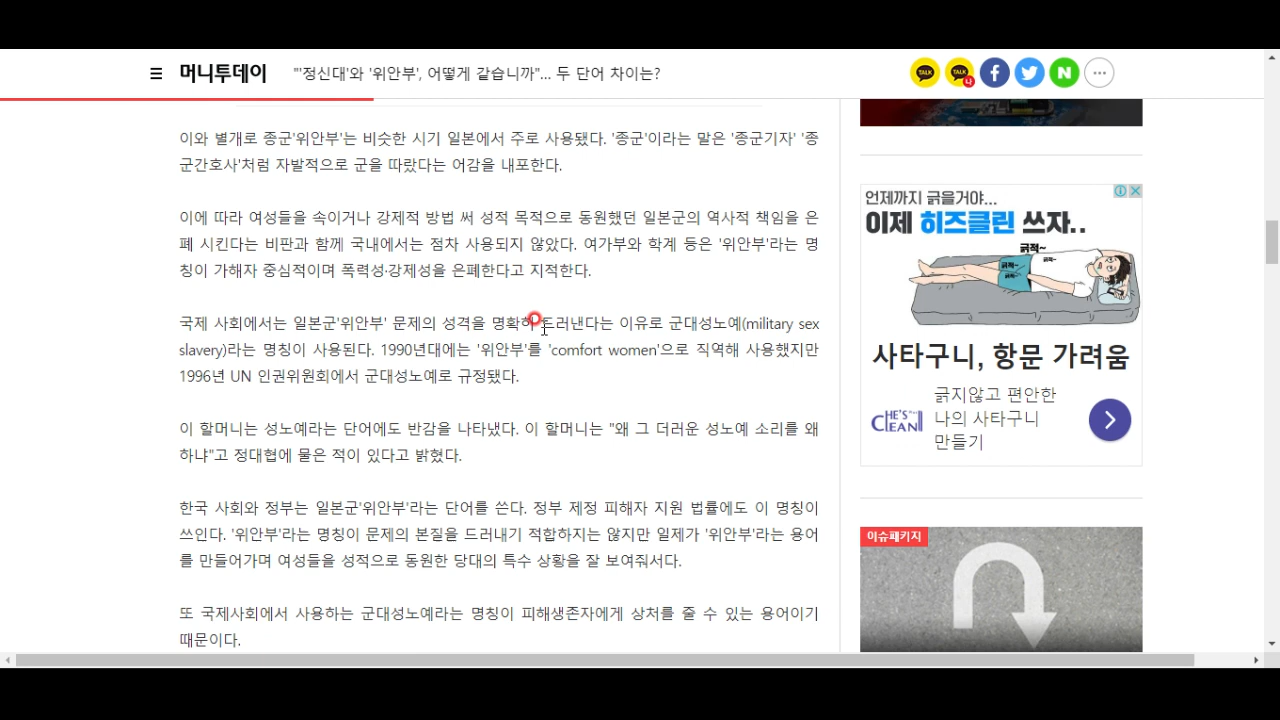 머니투데이
"'정신대'와 '위안부', 어떻게 같습니까"... 두 단어 차이는?
TALK
TALK
나
이와 별개로 종군'위안부'는 비슷한 시기 일본에서 주로 사용됐다. '종군'이라는 말은 '종군기자' '종
군간호사'처럼 자발적으로 군을 따랐다는 어감을 내포한다.
이에 따라 여성들을 속이거나 강제적 방법 써 성적 목적으로 동원했던 일본군의 역사적 책임을 은
폐 시킨다는 비판과 함께 국내에서는 점차 사용되지 않았다. 여가부와 학계 등은 '위안부'라는 명
칭이 가해자 중심적이며 폭력성·강제성을 은폐한다고 지적한다.
국제 사회에서는 일본군'위안부' 문제의 성격을 명확히 드러낸다는 이유로 군대성노예(military sex
slavery)라는 명칭이 사용된다. 1990년대에는 '위안부'를 'comfort women'으로 직역해 사용했지만
1996년 UN 인권위원회에서 군대성노예로 규정됐다.
이 할머니는 성노예라는 단어에도 반감을 나타냈다. 이 할머니는 "왜 그 더러운 성노예 소리를 왜
하냐"고 정대협에 물은 적이 있다고 밝혔다.
한국 사회와 정부는 일본군'위안부'라는 단어를 쓴다. 정부 제정 피해자 지원 법률에도 이 명칭이
쓰인다. '위안부'라는 명칭이 문제의 본질을 드러내기 적합하지는 않지만 일제가 '위안부'라는 용어
를 만들어가며 여성들을 성적으로 동원한 당대의 특수 상황을 잘 보여줘서다.
또 국제사회에서 사용하는 군대성노예라는 명칭이 피해생존자에게 상처를 줄 수 있는 용어이기
때문이다.
언제까지 긁을거야...
이제 히즈클린 쓰자..
긁적~
긁적~
긁적~
긁적~
사타구니, 항문 가려움
HE'S
CLEAN
긁지않고 편안한
나의 사타구니
만들기
이슈패키지